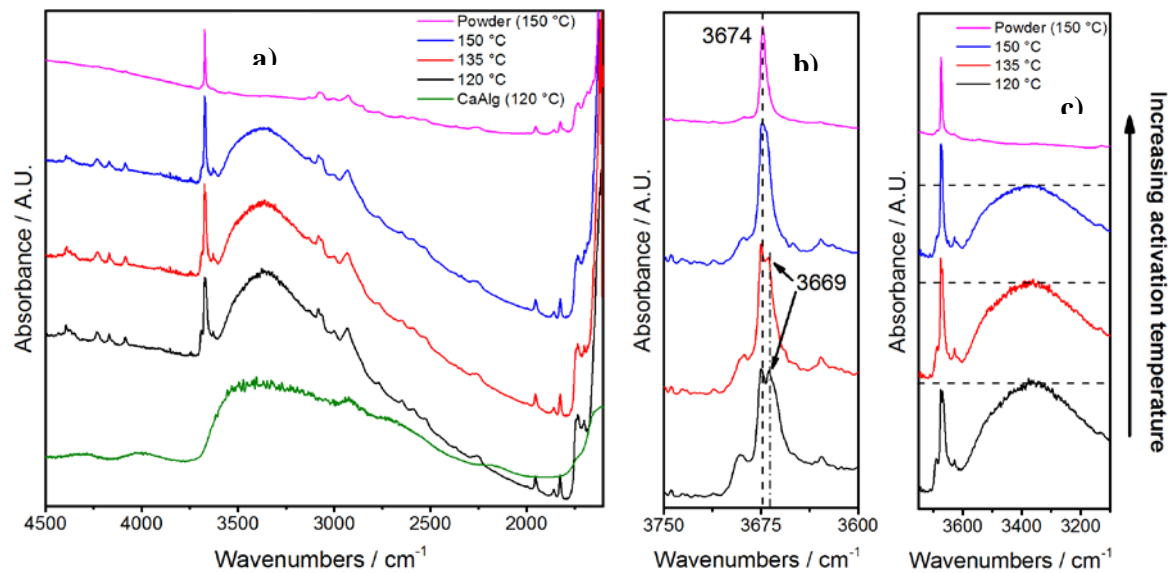 a)
Powder (150 °C)
150 °C
135 °C
120 °C
CaAlg (120 °C)
Absorbance / A.U.
4500 4000 3500 3000 2500 2000
Wavenumbers / cm⁻¹
b)
3674
3669
Absorbance / A.U.
3750 3675 3600
Wavenumbers / cm⁻¹
c)
Powder (150 °C)
150 °C
135 °C
120 °C
Absorbance / A.U.
3600 3400 3200
Wavenumbers / cm⁻¹
Increasing activation temperature